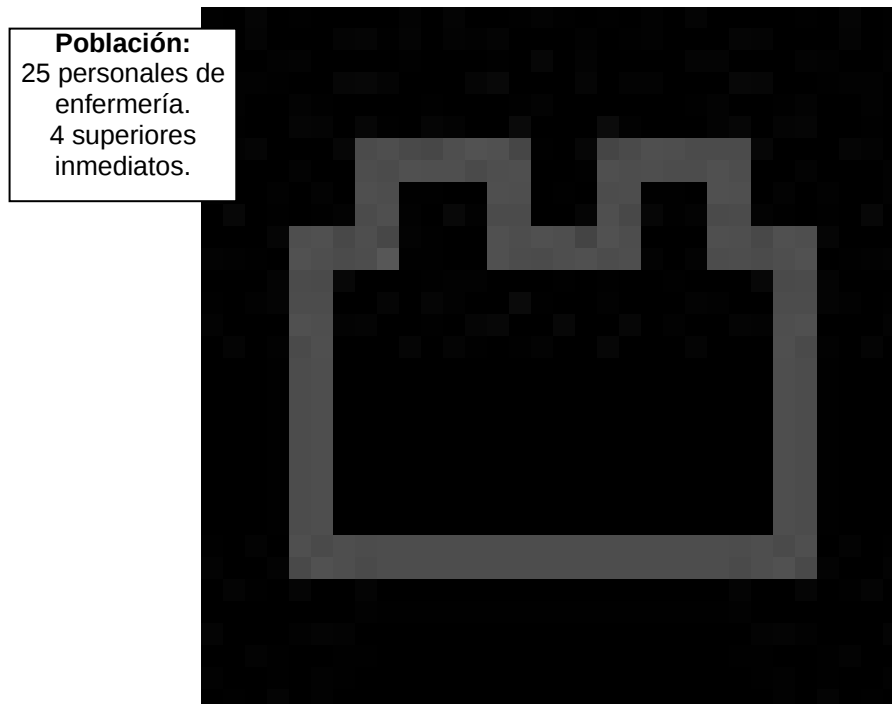 Población:
25 personales de
enfermería.
4 superiores
inmediatos.